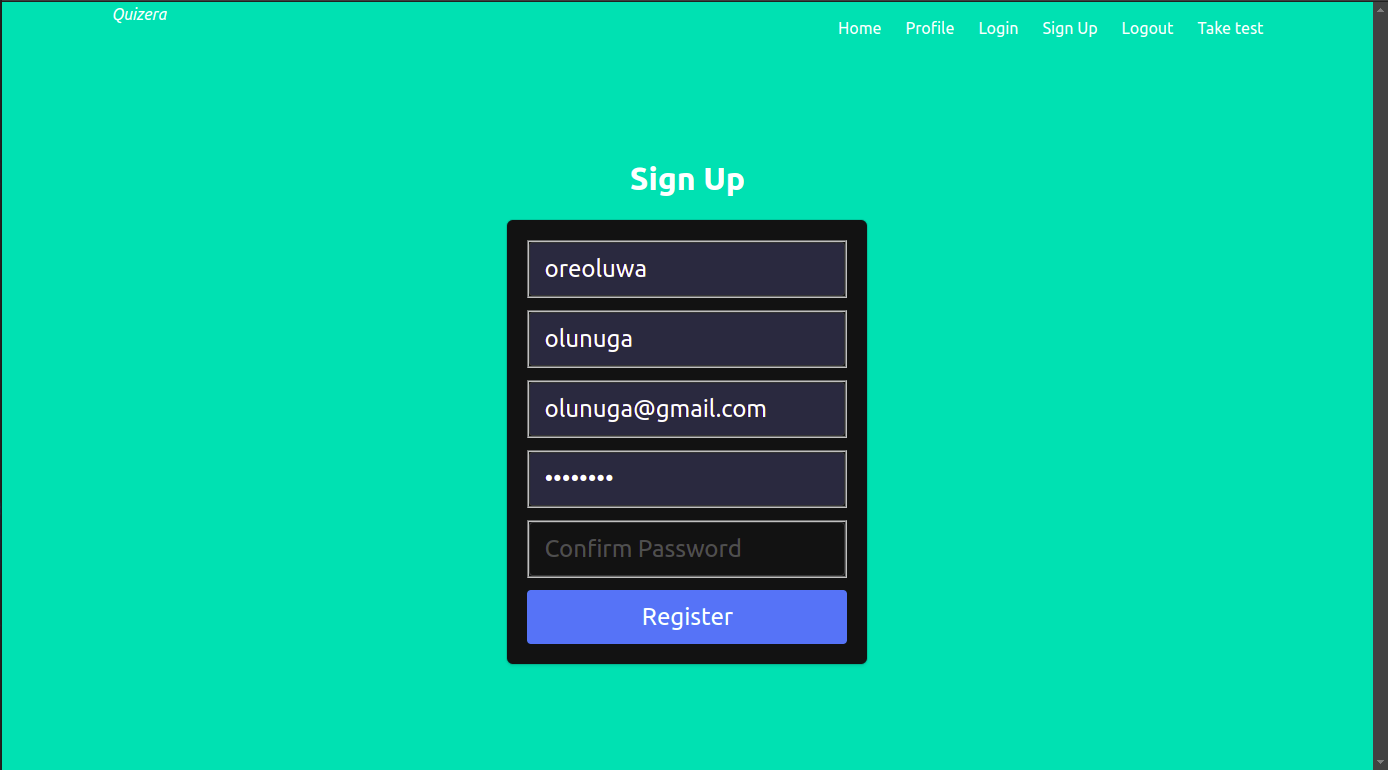 Quizera
Home Profile Login Sign Up Logout Take test
Sign Up
oreoluwa
olunuga
olunuga@gmail.com
••••••••
Confirm Password
Register